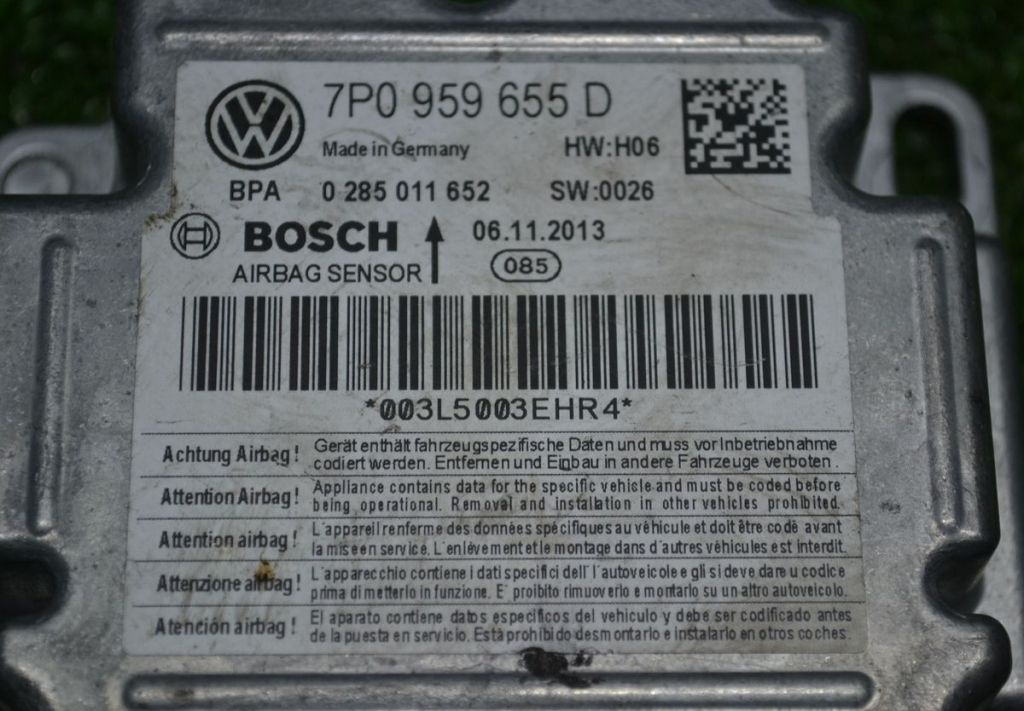 7P0 959 655 D
Made in Germany HW:H06
BPA 0 285 011 652 SW:0026
BOSCH 06.11.2013
AIRBAG SENSOR 085
*003L5003EHR4*
Achtung Airbag! Gerät enthält fahrzeugspezifische Daten und muss vor Inbetriebnahme
codiert werden. Entfernen und Einbau in andere Fahrzeuge verboten.
Attention Airbag! Appliance contains data for the specific vehicle and must be coded before
being operational. Removal and installation in other vehicles prohibited.
Attention airbag! L'appareil renferme des données spécifiques au véhicule et doit être codé avant
la mise en service. L'enlèvement et le montage dans d'autres véhicules est interdit.
Attenzione airbag! L'apparecchio contiene i dati specifici dell'l'autoveicolo e gli si deve dare u codice
prima di metterlo in funzione. E' proibito rimuoverlo e montarlo su un altro autoveicolo.
Atención airbag! El aparato contiene datos específicos del vehículo y debe ser codificado antes
de la puesta en servicio. Está prohibido desmontarlo e instalarlo en otros coches.